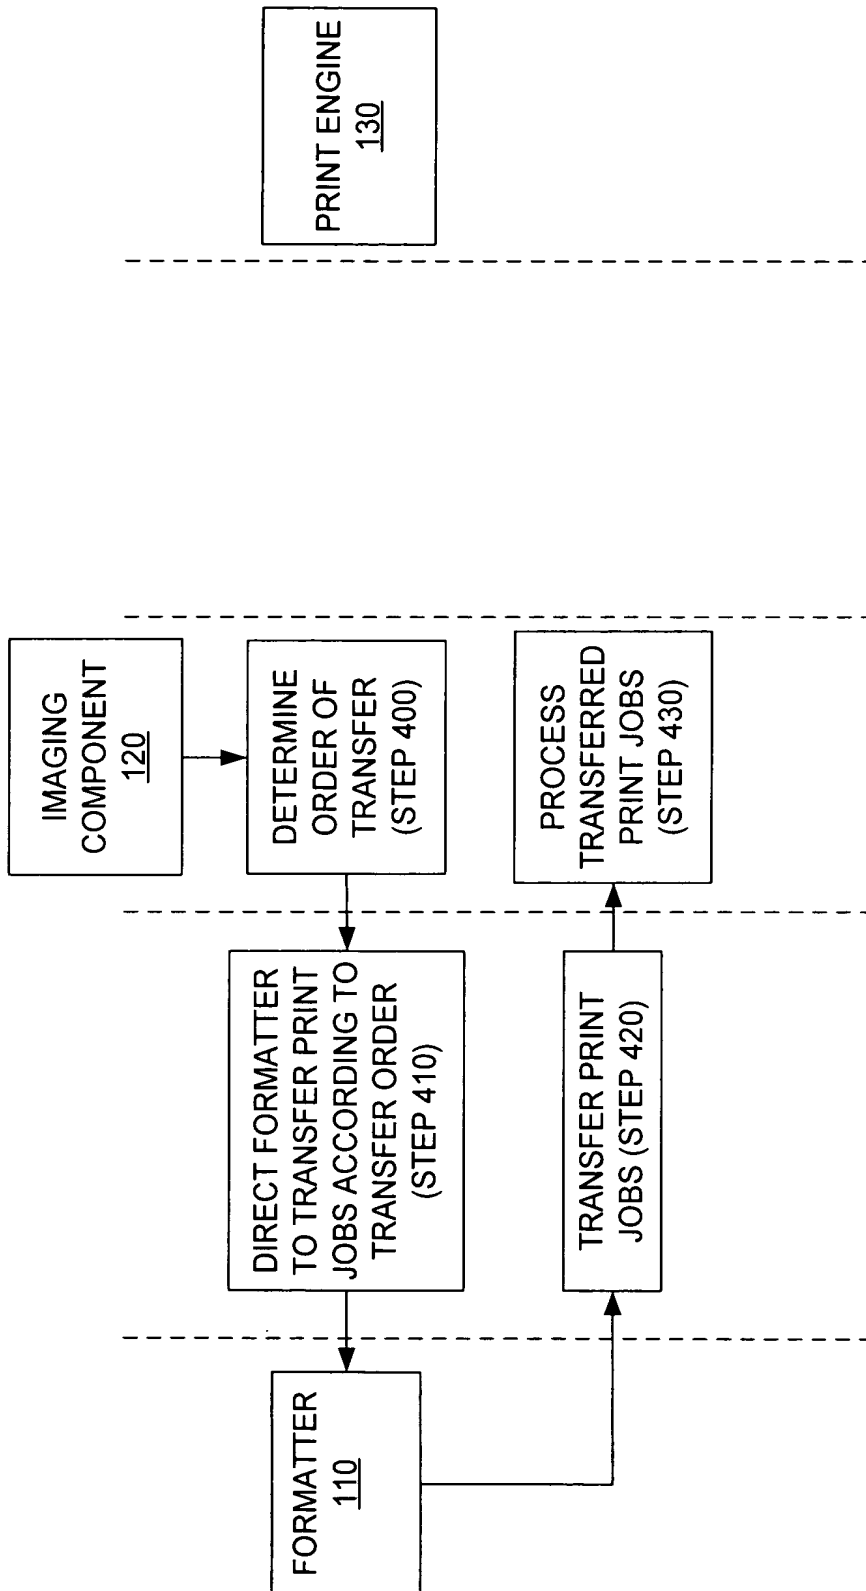 IMAGING
COMPONENT
120
PRINT ENGINE
130
FORMATTER
110
DIRECT FORMATTER
TO TRANSFER PRINT
JOBS ACCORDING TO
TRANSFER ORDER
(STEP 410)
DETERMINE
ORDER OF
TRANSFER
(STEP 400)
TRANSFER PRINT
JOBS (STEP 420)
PROCESS
TRANSFERRED
PRINT JOBS
(STEP 430)